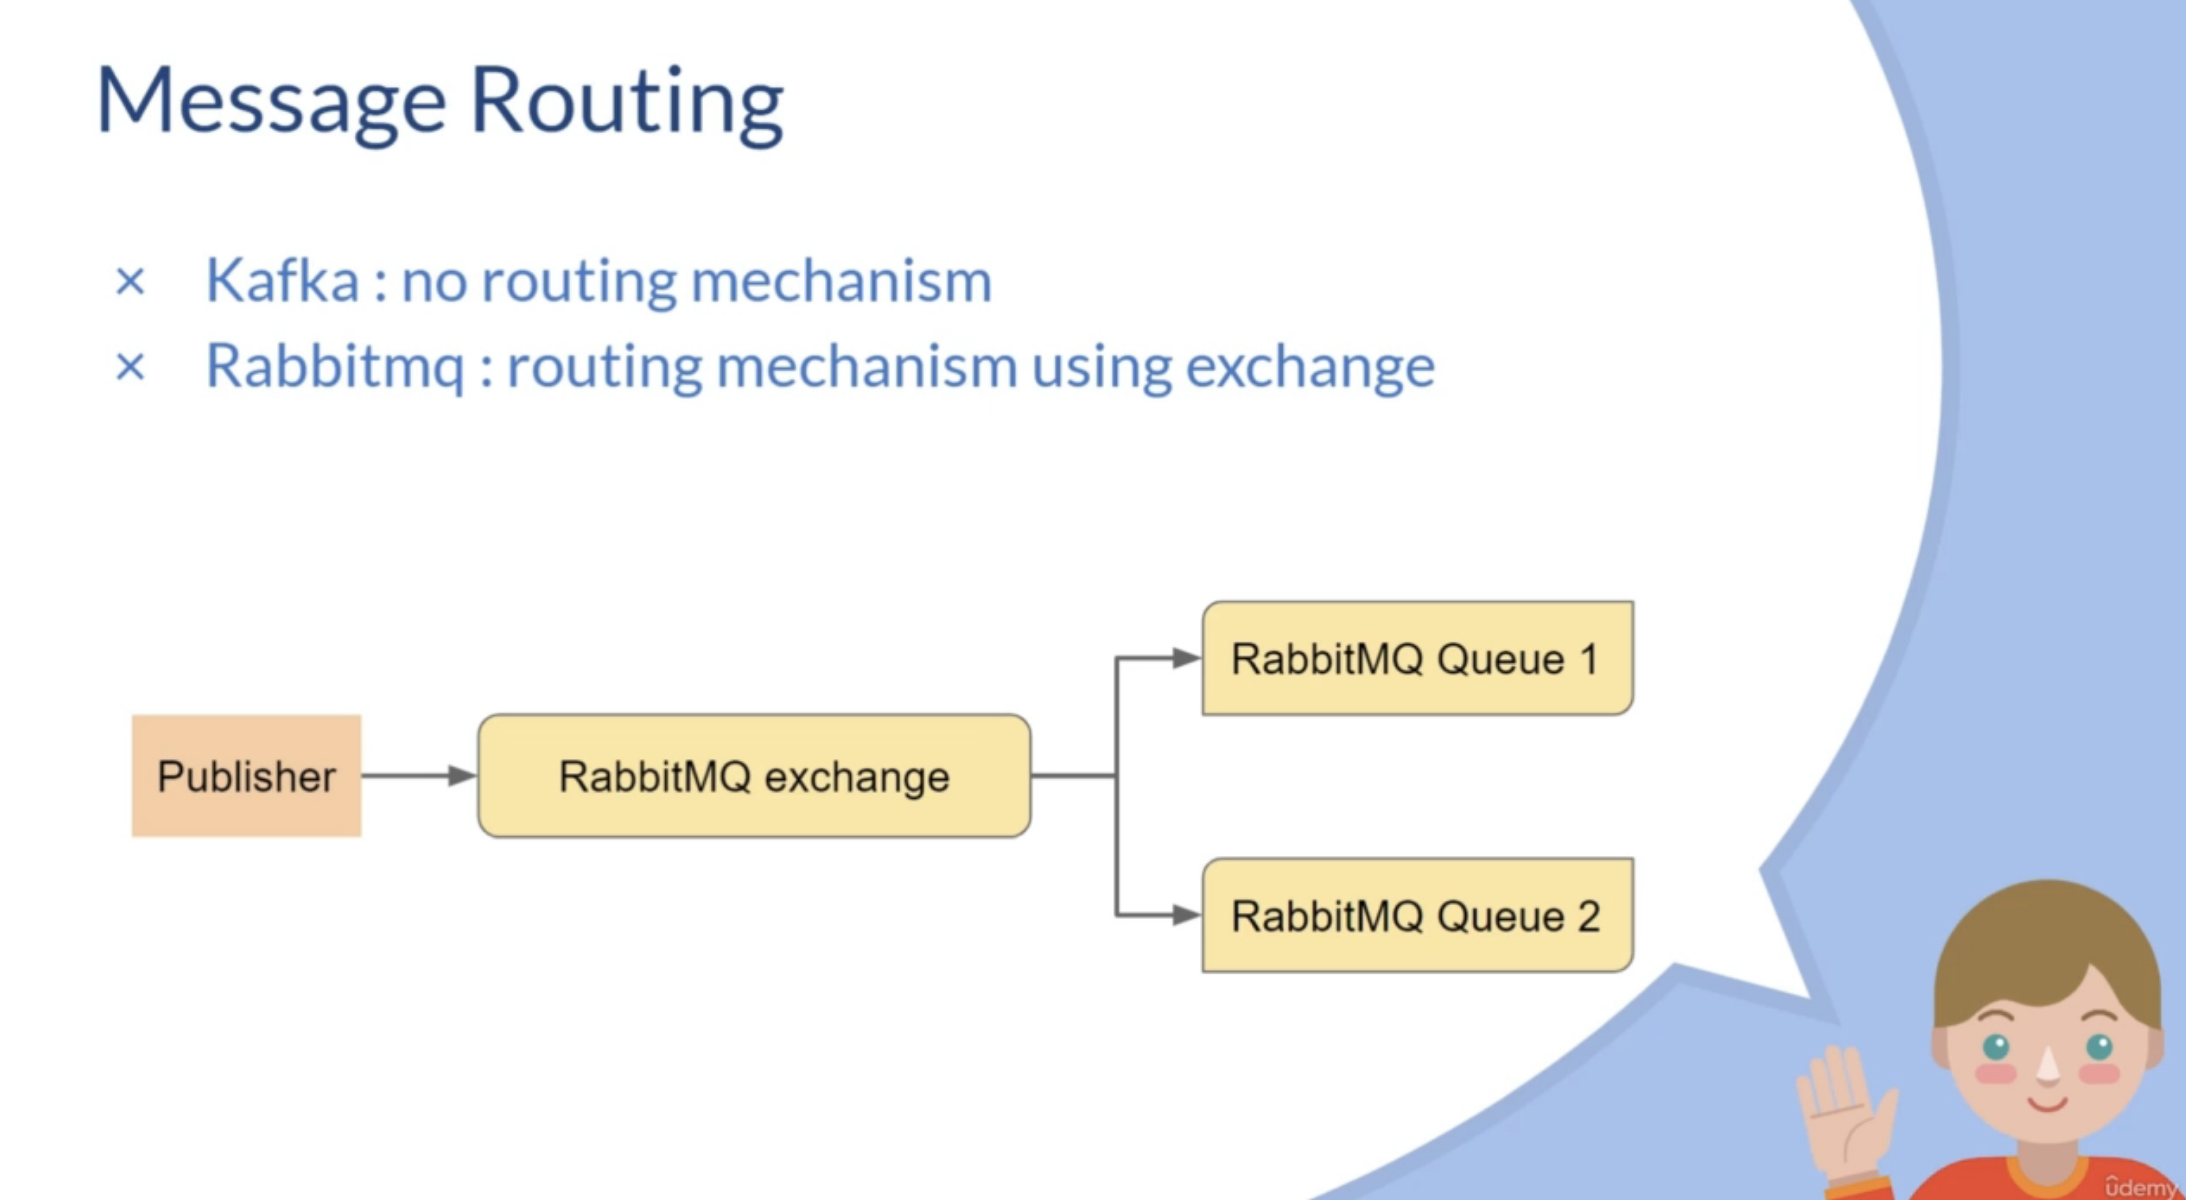 Message Routing
× Kafka : no routing mechanism
× Rabbitmq : routing mechanism using exchange
RabbitMQ Queue 1
Publisher
RabbitMQ exchange
RabbitMQ Queue 2
ûdemy